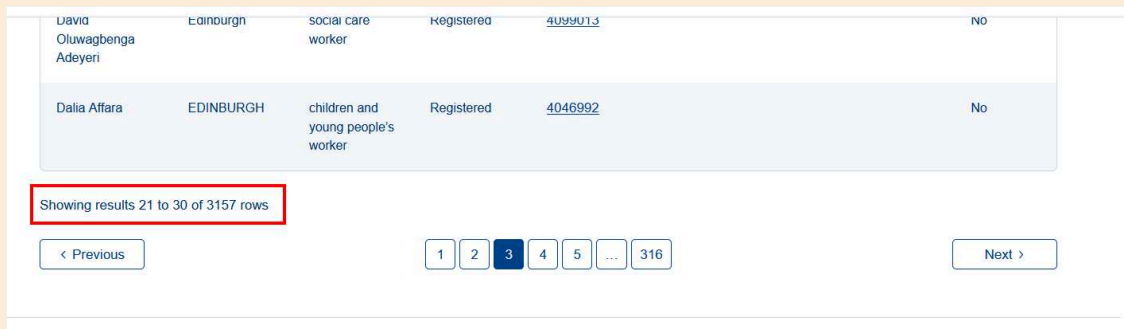 David Edinburgh social care Registered 4099013 No
Oluwagbenga worker
Adeyeri
Dalia Affara EDINBURGH children and Registered 4046992 No
young people's
worker
Showing results 21 to 30 of 3157 rows
< Previous 1 2 3 4 5 ... 316 Next >